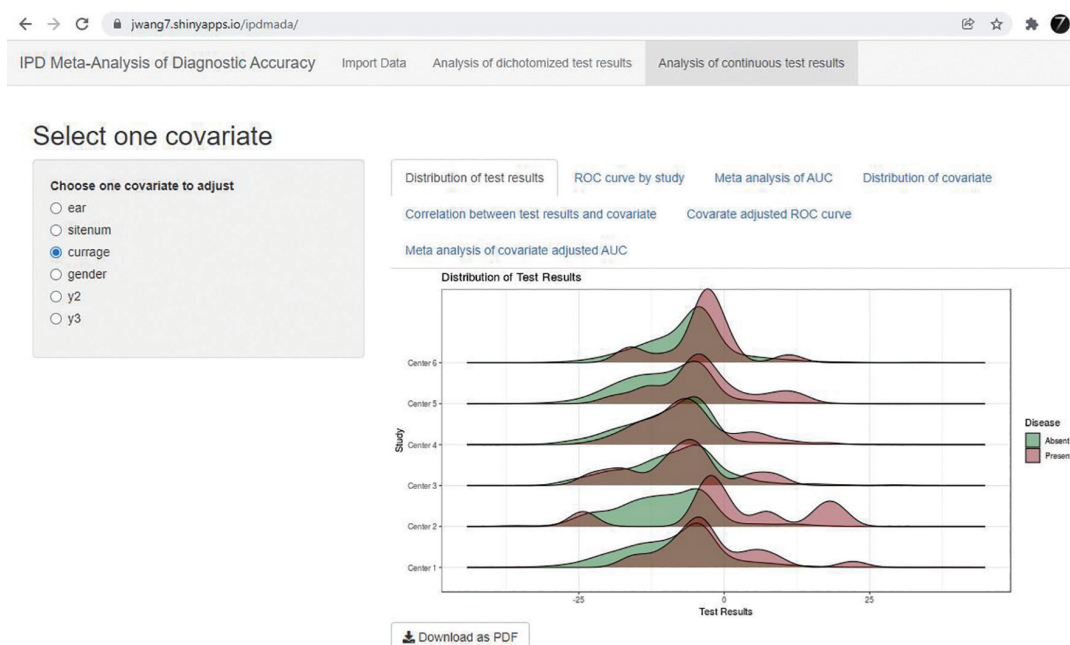 jwang7.shinyapps.io/ipdmada/
7
IPD Meta-Analysis of Diagnostic Accuracy Import Data Analysis of dichotomized test results Analysis of continuous test results
Select one covariate
Choose one covariate to adjust
ear
sitenum
currage
gender
y2
y3
Distribution of test results ROC curve by study Meta analysis of AUC Distribution of covariate
Correlation between test results and covariate Covarate adjusted ROC curve
Meta analysis of covariate adjusted AUC
Distribution of Test Results
Study
Center 6
Center 5
Center 4
Center 3
Center 2
Center 1
-25 0 25
Test Results
Disease
Absent
Presen
Download as PDF